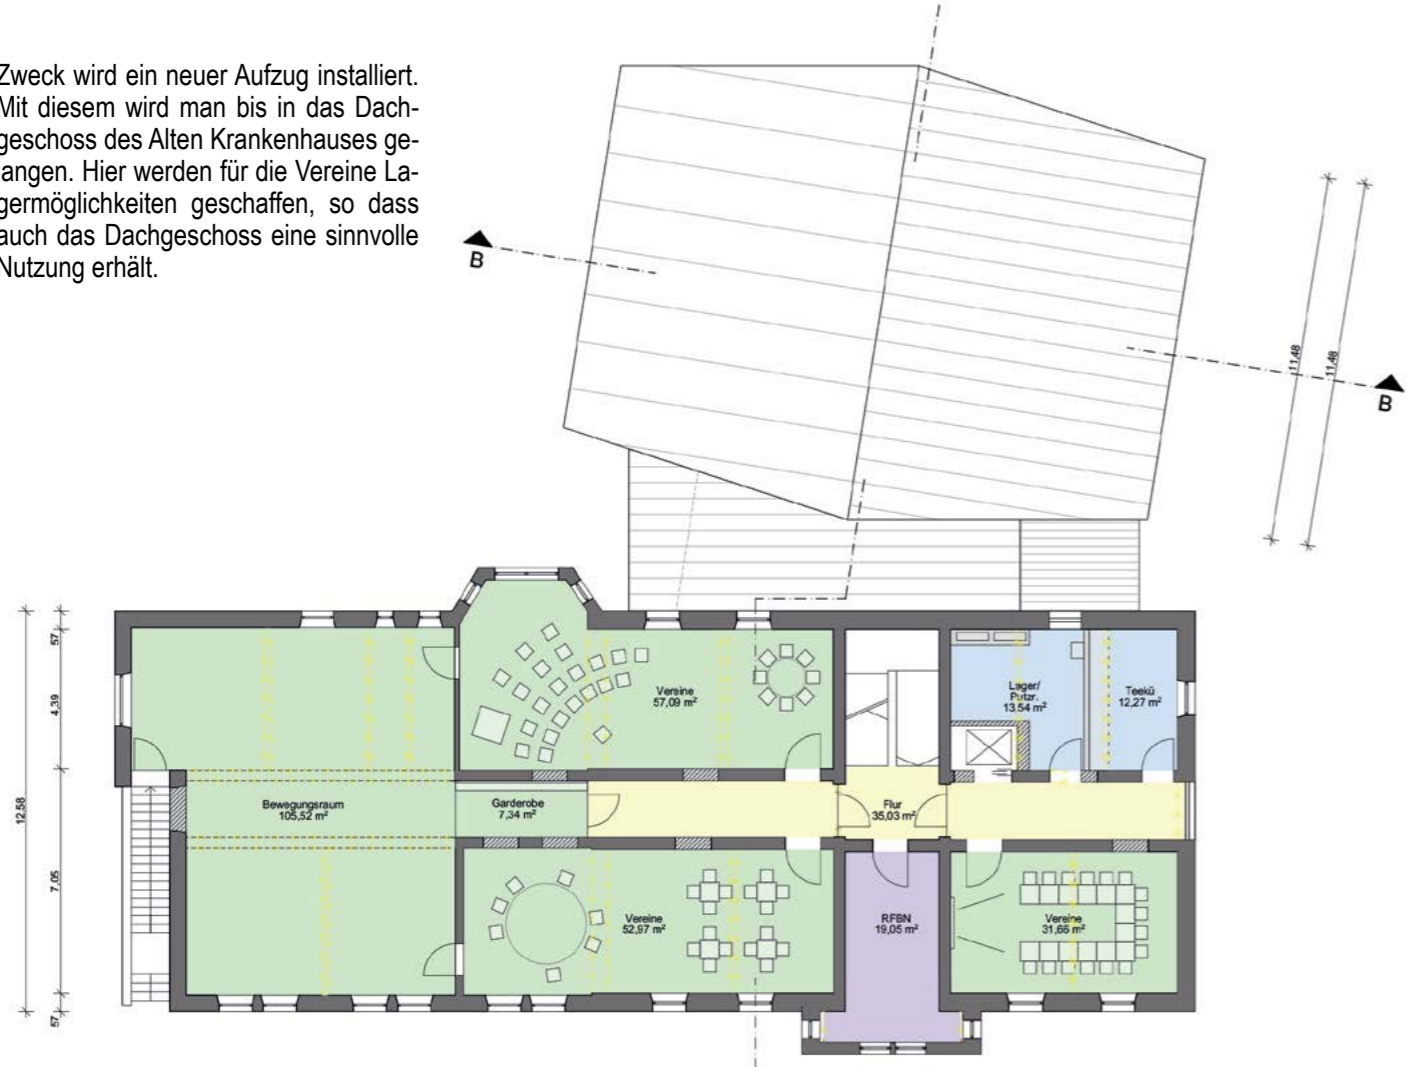 Zweck wird ein neuer Aufzug installiert.
Mit diesem wird man bis in das Dach-
geschoss des Alten Krankenhauses ge-
langen. Hier werden für die Vereine La-
germöglichkeiten geschaffen, so dass
auch das Dachgeschoss eine sinnvolle
Nutzung erhält.
B
11,48
11,48
B
57
4,39
12,58
7,05
57
Vereine
57,09 m²
Lager/
Putzr.
13,54 m²
Teekü
12,27 m²
Bewegungsraum
105,52 m²
Garderobe
7,34 m²
Flur
35,03 m²
Vereine
52,97 m²
RFBN
19,05 m²
Vereine
31,66 m²